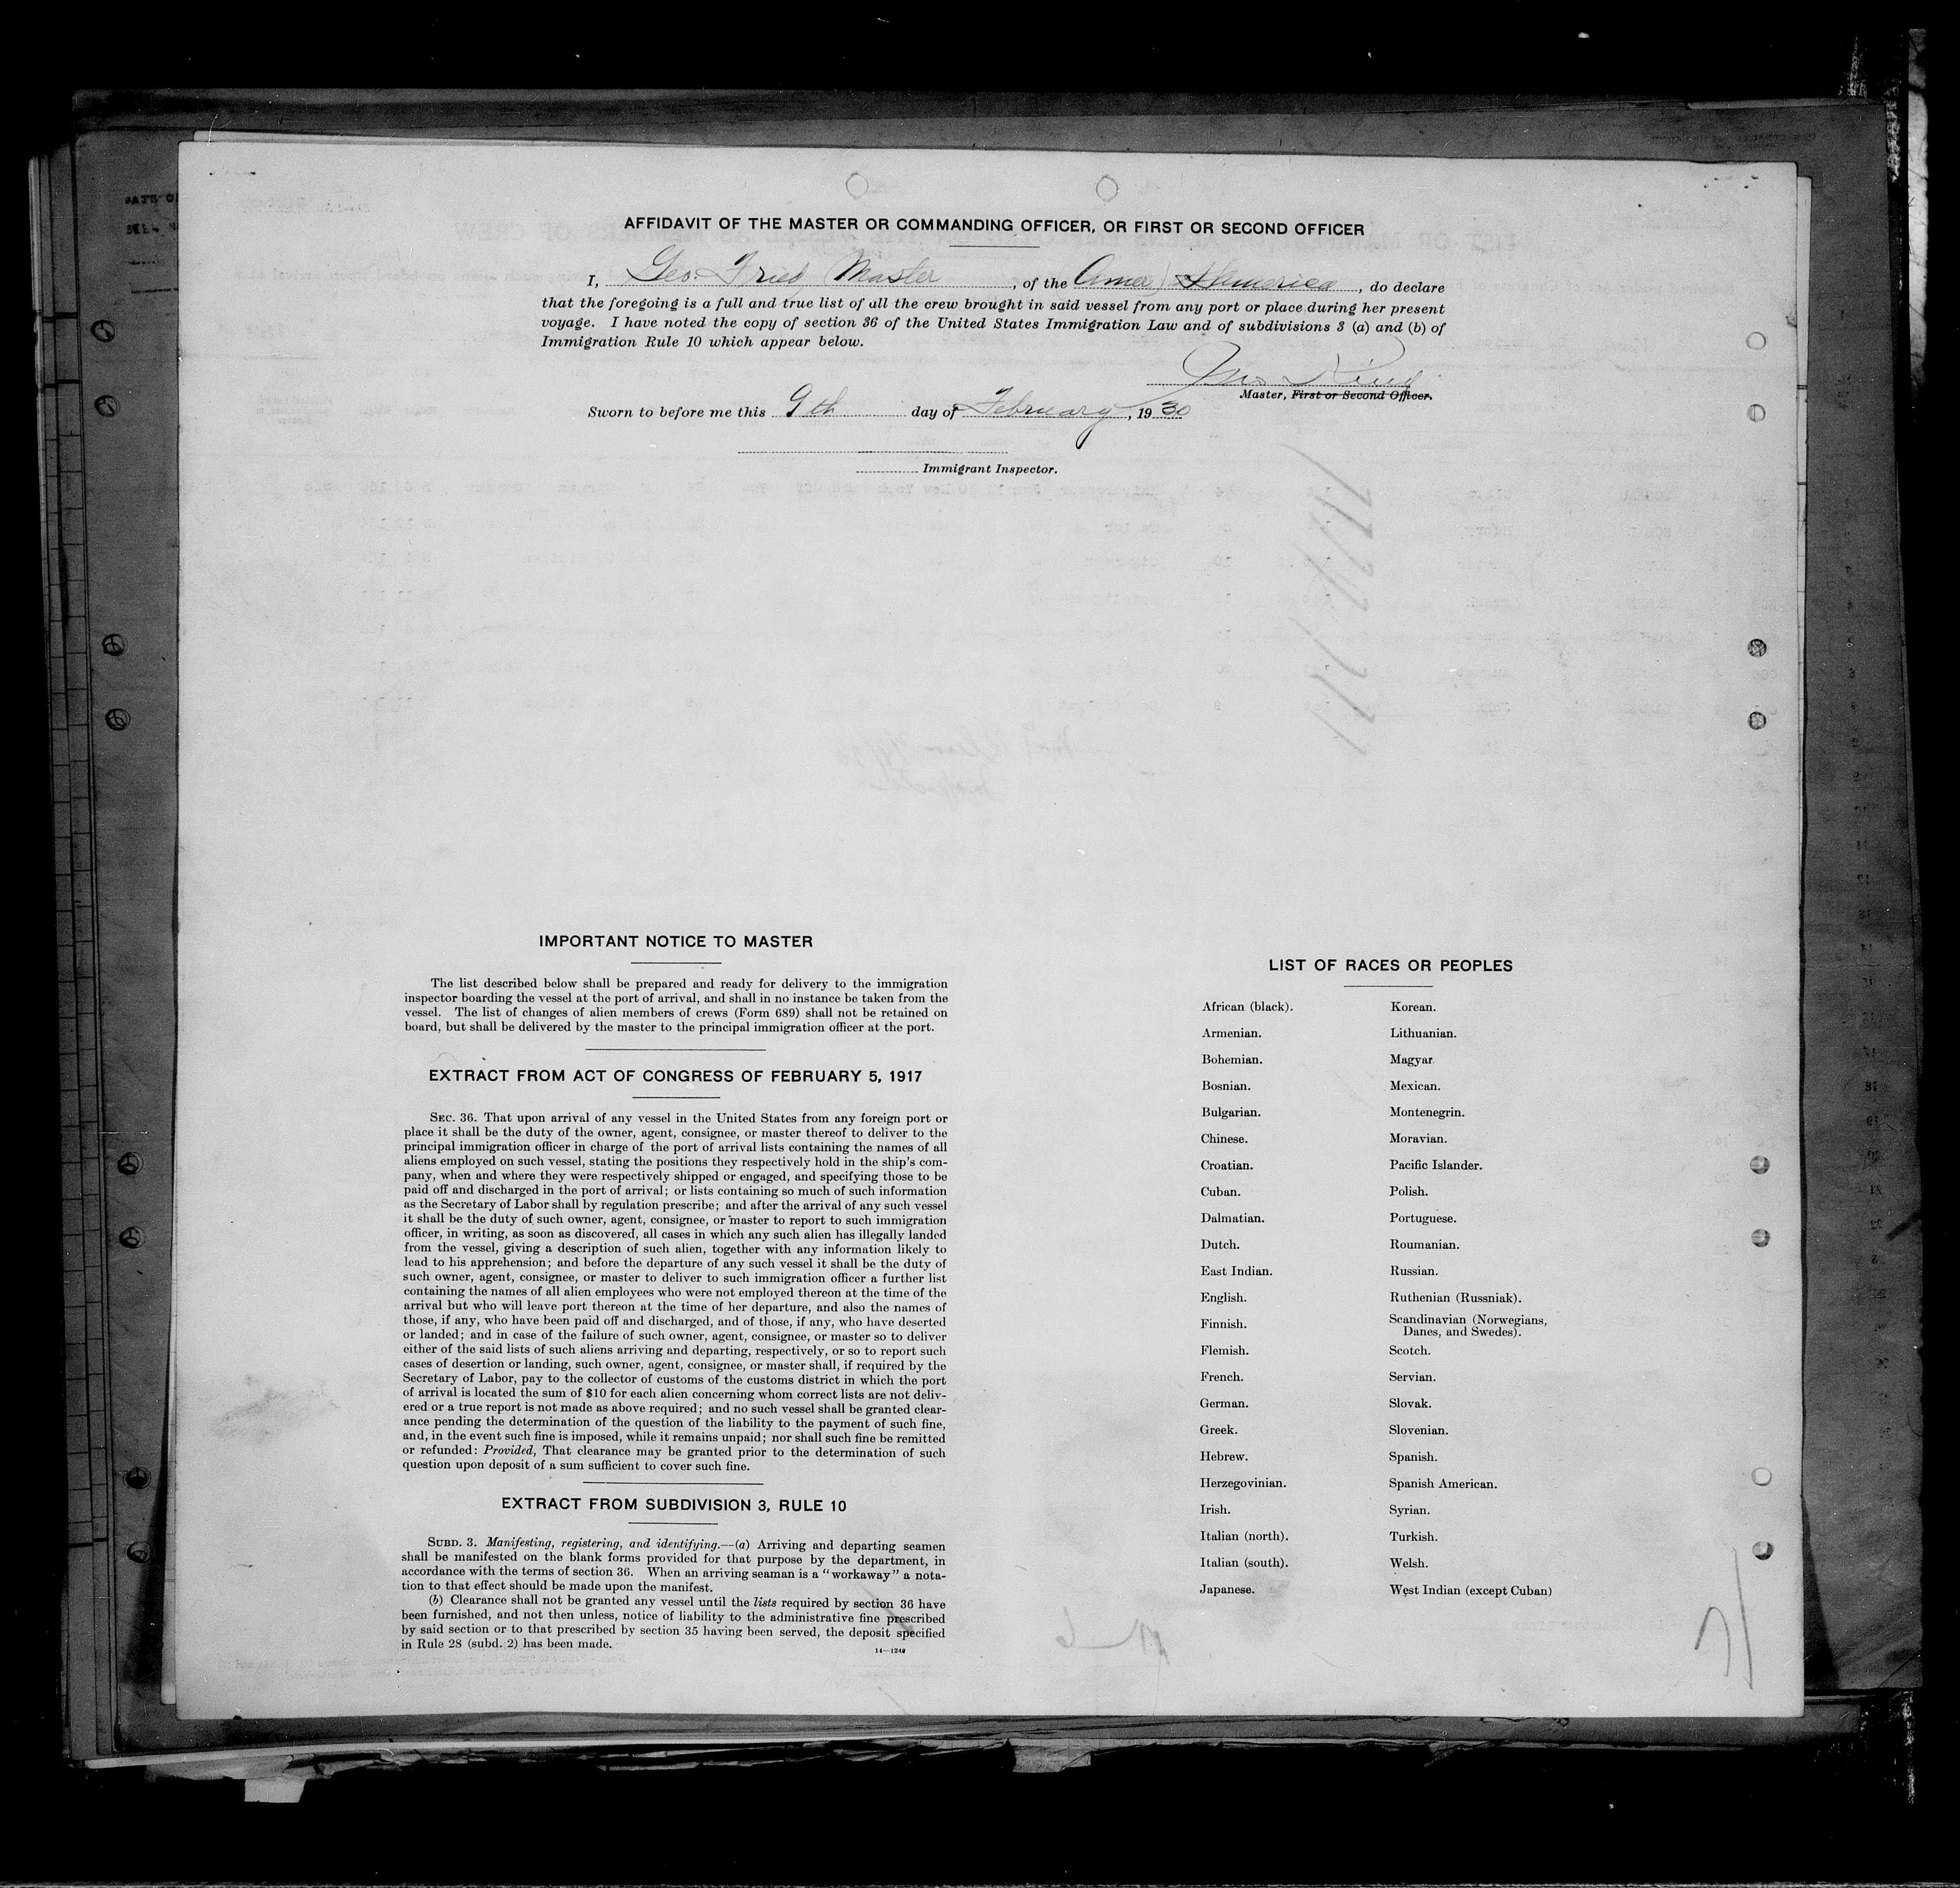 AFFIDAVIT OF THE MASTER OR COMMANDING OFFICER, OR FIRST OR SECOND OFFICER
I, Geo. Fried, Master, of the (Amer) America, do declare
that the foregoing is a full and true list of all the crew brought in said vessel from any port or place during her present
voyage. I have noted the copy of section 36 of the United States Immigration Law and of subdivisions 3 (a) and (b) of
Immigration Rule 10 which appear below.
Master, First or Second Officer.
Sworn to before me this 9th day of February, 1930
Immigrant Inspector.
IMPORTANT NOTICE TO MASTER
The list described below shall be prepared and ready for delivery to the immigration
inspector boarding the vessel at the port of arrival, and shall in no instance be taken from the
vessel. The list of changes of alien members of crews (Form 689) shall not be retained on
board, but shall be delivered by the master to the principal immigration officer at the port.
EXTRACT FROM ACT OF CONGRESS OF FEBRUARY 5, 1917
SEC. 36. That upon arrival of any vessel in the United States from any foreign port or
place it shall be the duty of the owner, agent, consignee, or master thereof to deliver to the
principal immigration officer in charge of the port of arrival lists containing the names of all
aliens employed on such vessel, stating the positions they respectively hold in the ship's com-
pany, when and where they were respectively shipped or engaged, and specifying those to be
paid off and discharged in the port of arrival; or lists containing so much of such information
as the Secretary of Labor shall by regulation prescribe; and after the arrival of any such vessel
it shall be the duty of such owner, agent, consignee, or master to report to such immigration
officer, in writing, as soon as discovered, all cases in which any such alien has illegally landed
from the vessel, giving a description of such alien, together with any information likely to
lead to his apprehension; and before the departure of any such vessel it shall be the duty of
such owner, agent, consignee, or master to deliver to such immigration officer a further list
containing the names of all alien employees who were not employed thereon at the time of the
arrival but who will leave port thereon at the time of her departure, and also the names of
those, if any, who have been paid off and discharged, and of those, if any, who have deserted
or landed; and in case of the failure of such owner, agent, consignee, or master so to deliver
either of the said lists of such aliens arriving and departing, respectively, or so to report such
cases of desertion or landing, such owner, agent, consignee, or master shall, if required by the
Secretary of Labor, pay to the collector of customs of the customs district in which the port
of arrival is located the sum of $10 for each alien concerning whom correct lists are not deliv-
ered or a true report is not made as above required; and no such vessel shall be granted clear-
ance pending the determination of the question of the liability to the payment of such fine,
and, in the event such fine is imposed, while it remains unpaid; nor shall such fine be remitted
or refunded: Provided, That clearance may be granted prior to the determination of such
question upon deposit of a sum sufficient to cover such fine.
EXTRACT FROM SUBDIVISION 3, RULE 10
SUBD. 3. Manifesting, registering, and identifying.—(a) Arriving and departing seamen
shall be manifested on the blank forms provided for that purpose by the department, in
accordance with the terms of section 36. When an arriving seaman is a "workaway" a nota-
tion to that effect should be made upon the manifest.
(b) Clearance shall not be granted any vessel until the lists required by section 36 have
been furnished, and not then unless, notice of liability to the administrative fine prescribed
by said section or to that prescribed by section 35 having been served, the deposit specified
in Rule 28 (subd. 2) has been made.
14—1240
LIST OF RACES OR PEOPLES
African (black). Korean.
Armenian. Lithuanian.
Bohemian. Magyar
Bosnian. Mexican.
Bulgarian. Montenegrin.
Chinese. Moravian.
Croatian. Pacific Islander.
Cuban. Polish.
Dalmatian. Portuguese.
Dutch. Roumanian.
East Indian. Russian.
English. Ruthenian (Russniak).
Finnish. Scandinavian (Norwegians,
Danes, and Swedes).
Flemish. Scotch.
French. Servian.
German. Slovak.
Greek. Slovenian.
Hebrew. Spanish.
Herzegovinian. Spanish American.
Irish. Syrian.
Italian (north). Turkish.
Italian (south). Welsh.
Japanese. West Indian (except Cuban)